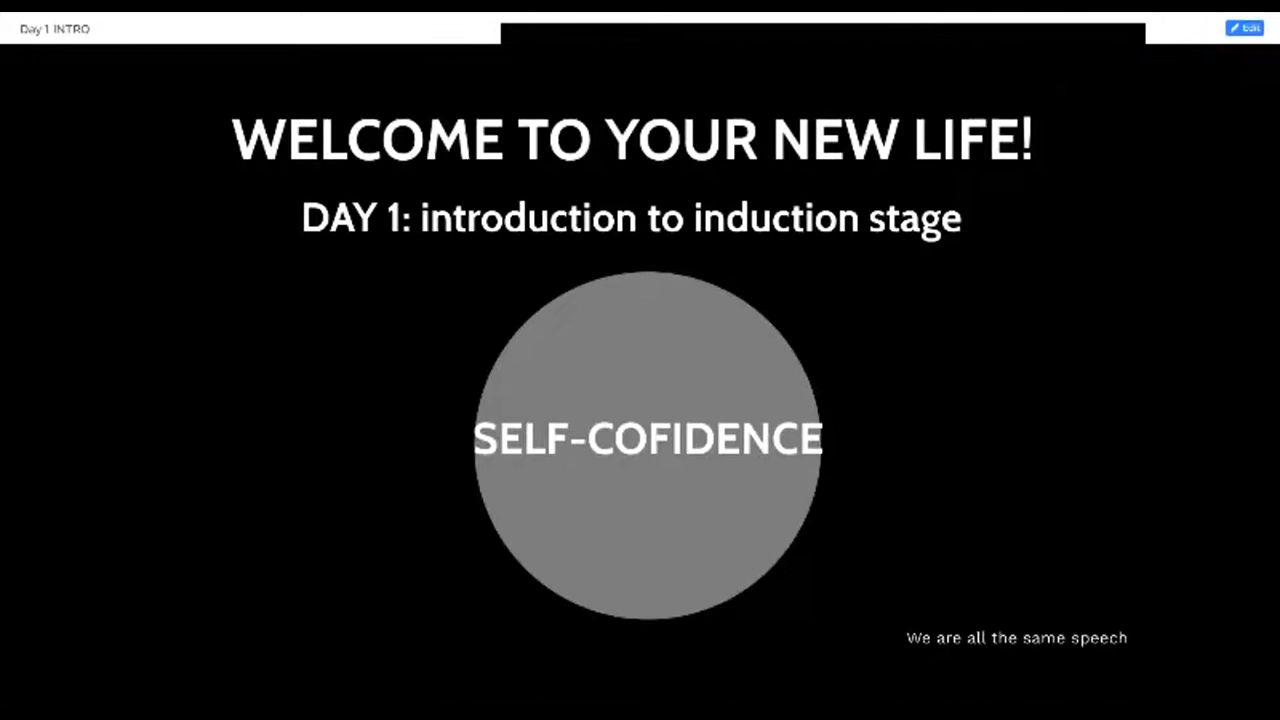 Day 1 INTRO
Edit
WELCOME TO YOUR NEW LIFE!
DAY 1: introduction to induction stage
SELF-COFIDENCE
We are all the same speech